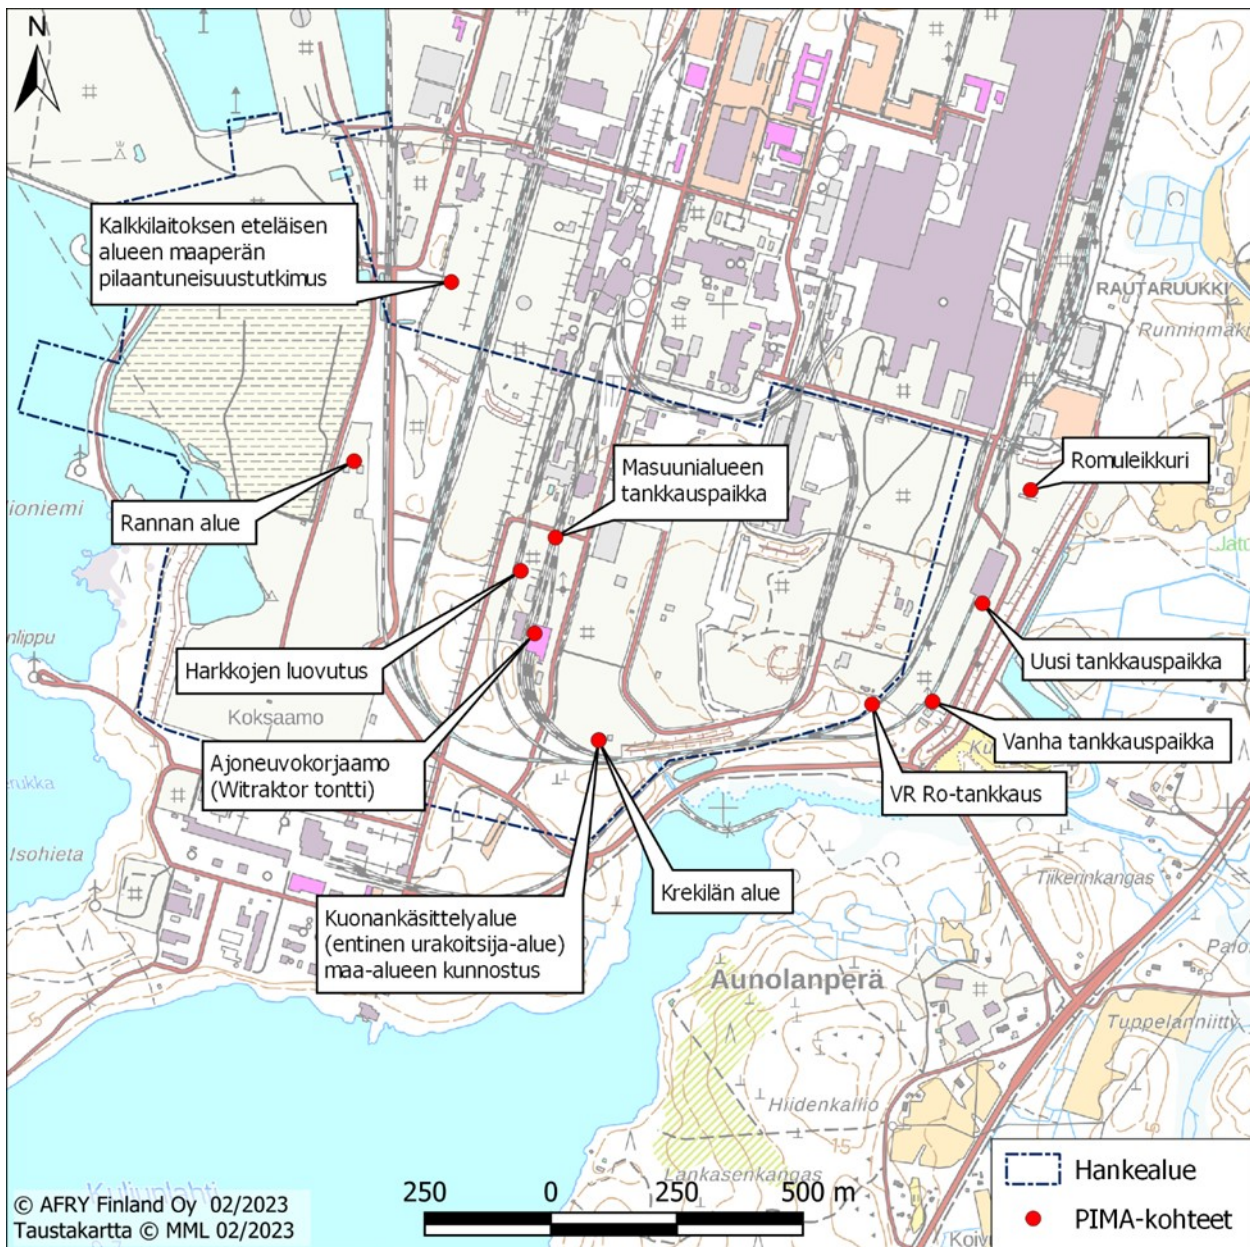 N
Kalkkilaitoksen eteläisen
alueen maaperän
pilaantuneisuustutkimus
RAUTARUUKKI
Masuunialueen
tankkauspaikka
Romuleikkuri
Rannan alue
Harkkojen luovutus
Uusi tankkauspaikka
Koksaamo
Ajoneuvokorjaamo
(Witraktor tontti)
Vanha tankkauspaikka
VR Ro-tankkaus
Isohieta
Krekilän alue
Tiikerinkangas
Kuonankäsittelyalue
(entinen urakoitsija-alue)
maa-alueen kunnostus
Aunolanperä
Tuppelanniitty
Hiidenkallio
15
Lankasenkangas
250 0 250 500 m
Hankealue
PIMA-kohteet
© AFRY Finland Oy 02/2023
Taustakartta © MML 02/2023